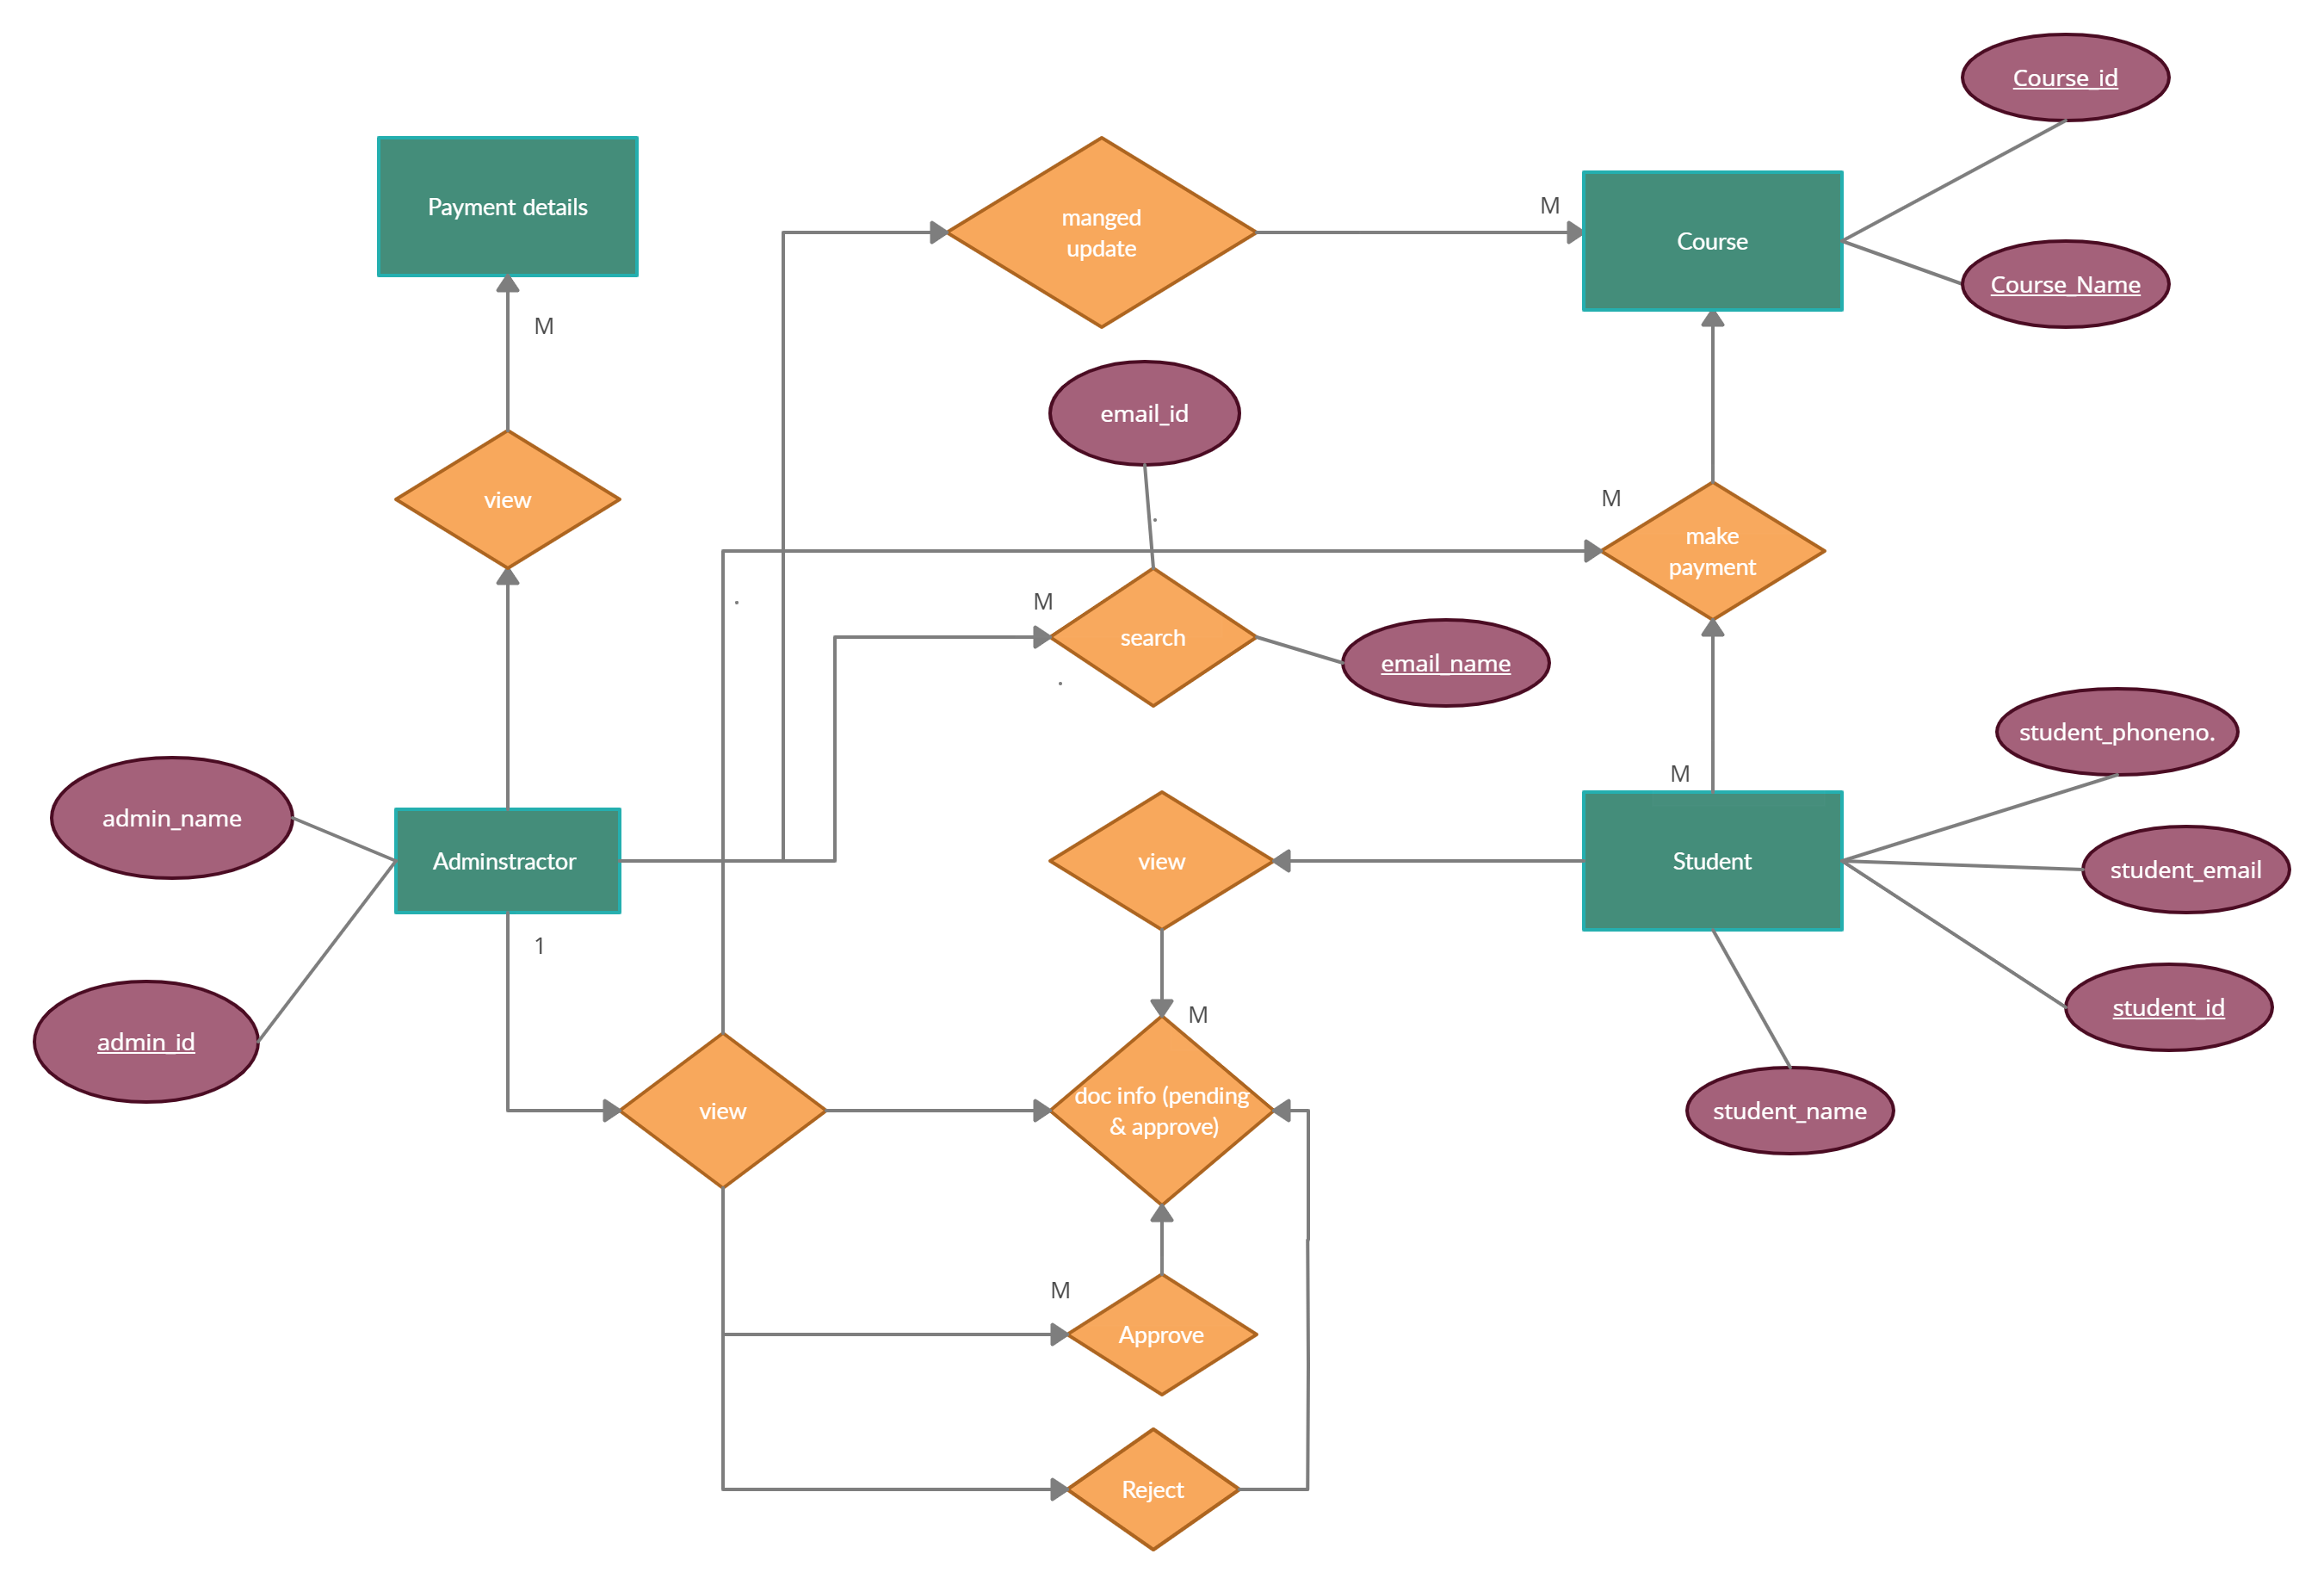 Course_id
Payment details
M
manged
update
Course
Course_Name
M
email_id
view
M
make
payment
.
.
M
search
email_name
.
student_phoneno.
M
admin_name
Adminstractor
view
Student
student_email
1
M
student_id
admin_id
view
doc info (pending
& approve)
student_name
M
Approve
Reject